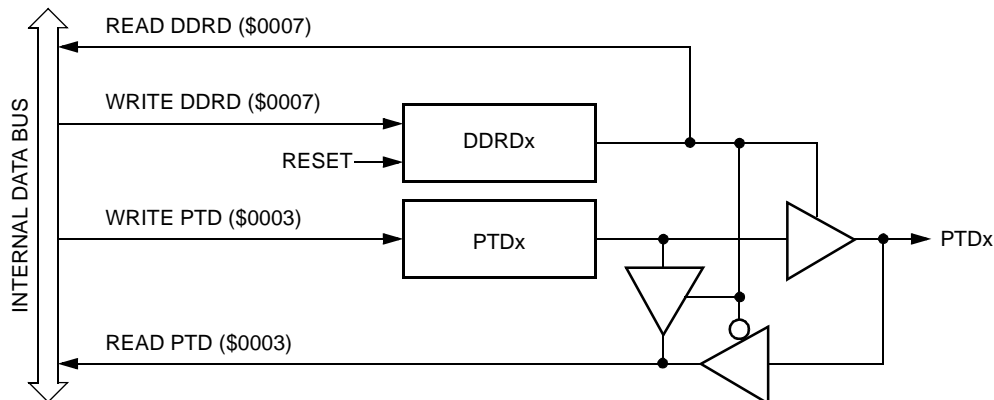 READ DDRD ($0007)
WRITE DDRD ($0007)
DDRDx
RESET
WRITE PTD ($0003)
PTDx
PTDx
READ PTD ($0003)
INTERNAL DATA BUS